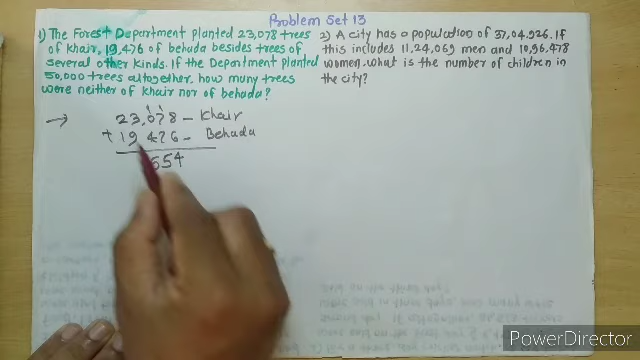 Problem Set 13
1) The Forest Department planted 23,078 trees
of khair, 19,476 of behada besides trees of
several other kinds. If the Department planted
50,000 trees altogether, how many trees
were neither of khair nor of behada?
2) A city has a population of 37,04,926. If
this includes 11,24,069 men and 10,96,478
women. what is the number of children in
the city?
1 1
→ 23,078 – Khair
+ 19,476 – Behada
554
PowerDirector